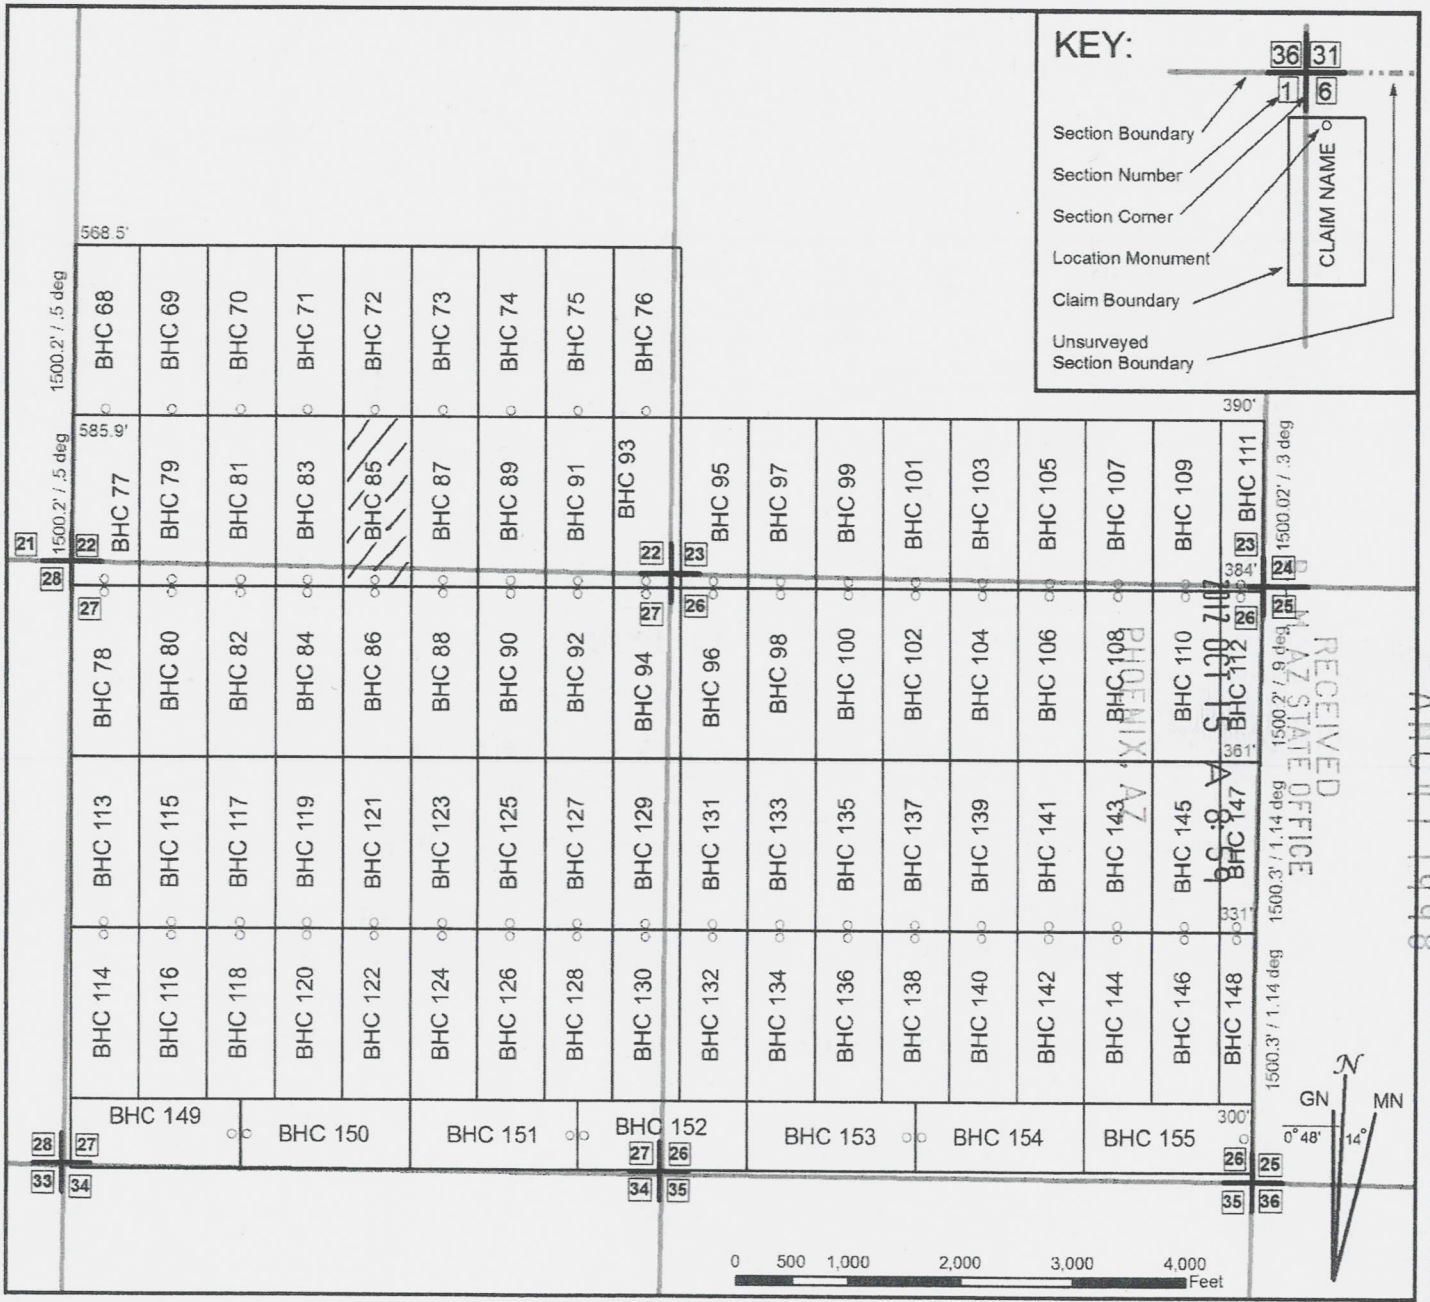 KEY:
36 31
1 6
Section Boundary
Section Number
Section Corner
Location Monument
Claim Boundary
Unsurveyed
Section Boundary
CLAIM NAME
568.5'
1500.2' / .5 deg
BHC 68 BHC 69 BHC 70 BHC 71 BHC 72 BHC 73 BHC 74 BHC 75 BHC 76
390'
585.9'
1500.2' / .5 deg
BHC 77 BHC 79 BHC 81 BHC 83 BHC 85 BHC 87 BHC 89 BHC 91 BHC 93 BHC 95 BHC 97 BHC 99 BHC 101 BHC 103 BHC 105 BHC 107 BHC 109 BHC 111
1500.02' / .3 deg
21 22 22 23 23 24
28 27 27 26 26 25
384'
BHC 78 BHC 80 BHC 82 BHC 84 BHC 86 BHC 88 BHC 90 BHC 92 BHC 94 BHC 96 BHC 98 BHC 100 BHC 102 BHC 104 BHC 106 BHC 108 BHC 110 BHC 112
1500.2' / .9 deg
361'
BHC 113 BHC 115 BHC 117 BHC 119 BHC 121 BHC 123 BHC 125 BHC 127 BHC 129 BHC 131 BHC 133 BHC 135 BHC 137 BHC 139 BHC 141 BHC 143 BHC 145 BHC 147
1500.3' / 1.14 deg
331'
BHC 114 BHC 116 BHC 118 BHC 120 BHC 122 BHC 124 BHC 126 BHC 128 BHC 130 BHC 132 BHC 134 BHC 136 BHC 138 BHC 140 BHC 142 BHC 144 BHC 146 BHC 148
1500.3' / 1.14 deg
300'
BHC 149 BHC 150 BHC 151 BHC 152 BHC 153 BHC 154 BHC 155
28 27 27 26 26 25
33 34 34 35 35 36
RECEIVED
AZ STATE OFFICE
2012 OCT 15 A 8:59
PHOENIX, AZ
N
GN MN
0° 48' 14°
0 500 1,000 2,000 3,000 4,000
Feet